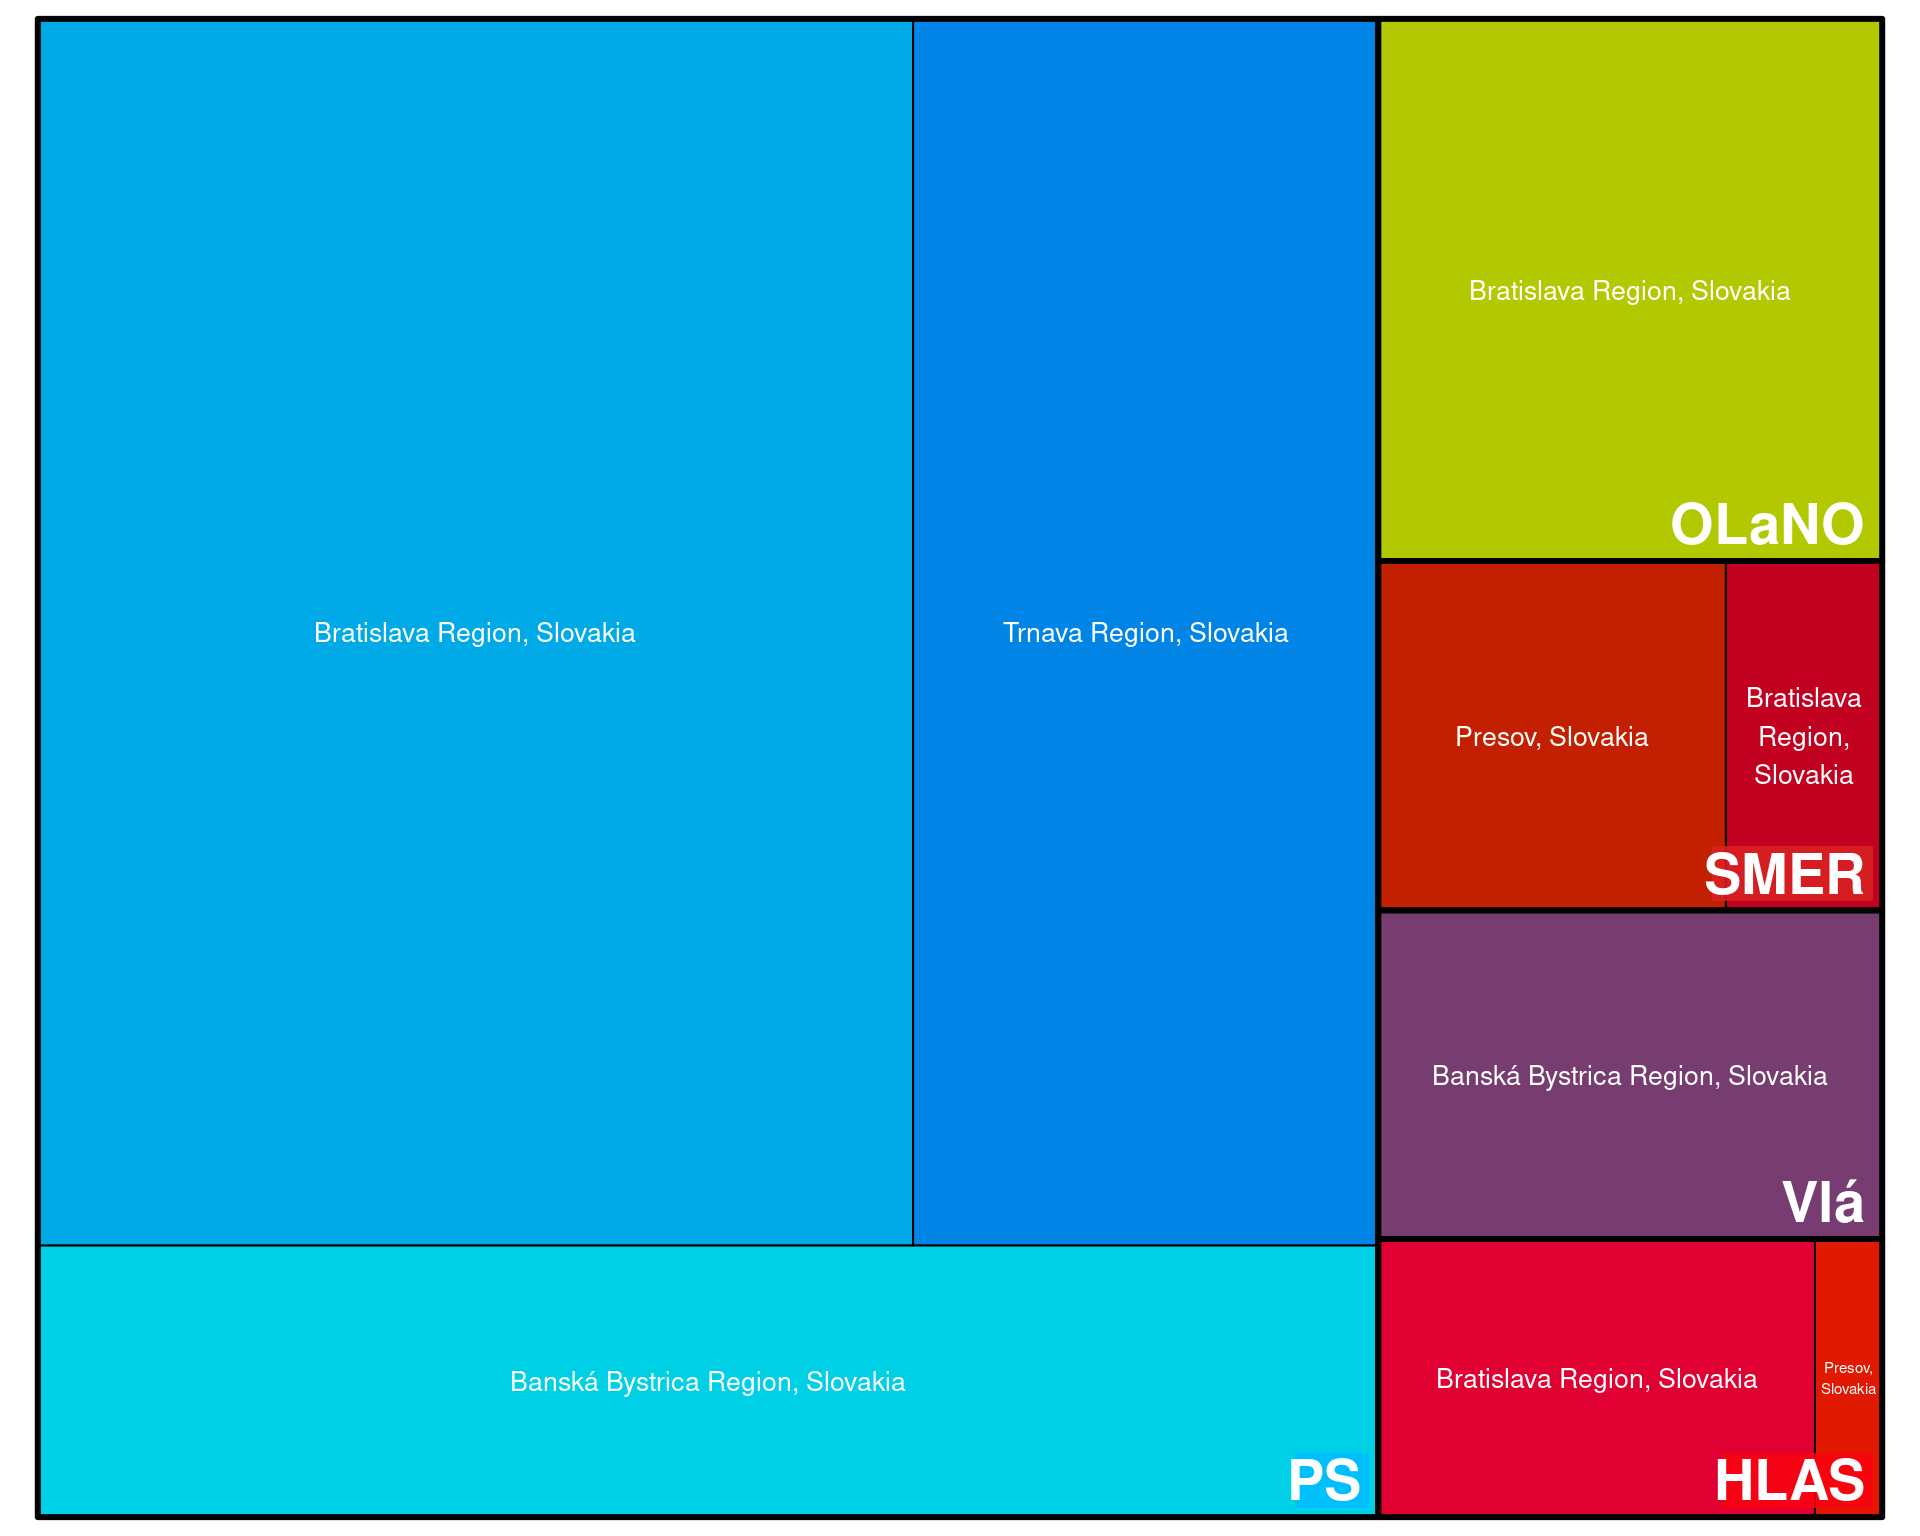 Bratislava Region, Slovakia
Trnava Region, Slovakia
Banská Bystrica Region, Slovakia
PS
Bratislava Region, Slovakia
OLaNO
Presov, Slovakia
Bratislava
Region,
Slovakia
SMER
Banská Bystrica Region, Slovakia
Vlá
Bratislava Region, Slovakia
Presov,
Slovakia
HLAS